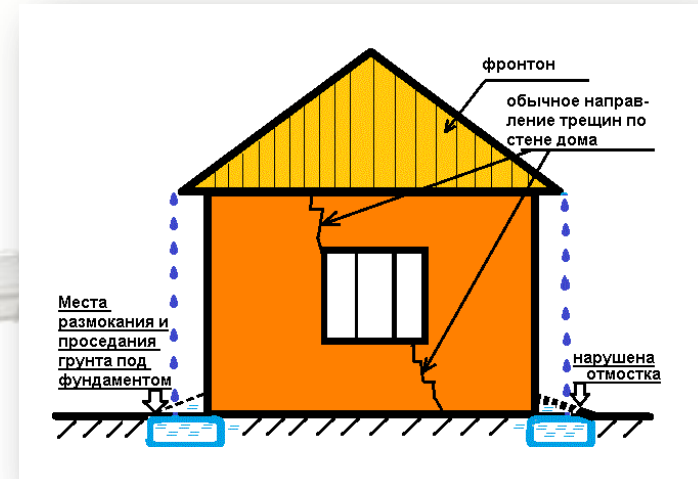 фронтон
обычное направ-
ление трещин по
стене дома
Места
размокания и
проседания
грунта под
фундаментом
нарушена
отмостка